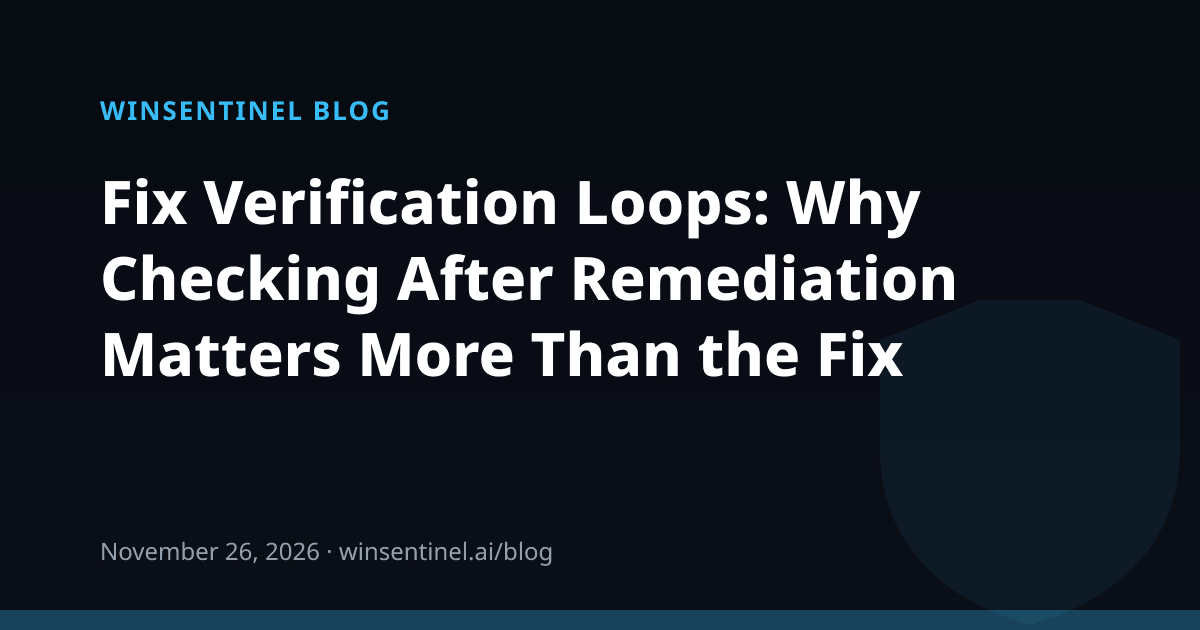 WINSENTINEL BLOG
Fix Verification Loops: Why
Checking After Remediation
Matters More Than the Fix
November 26, 2026 · winsentinel.ai/blog